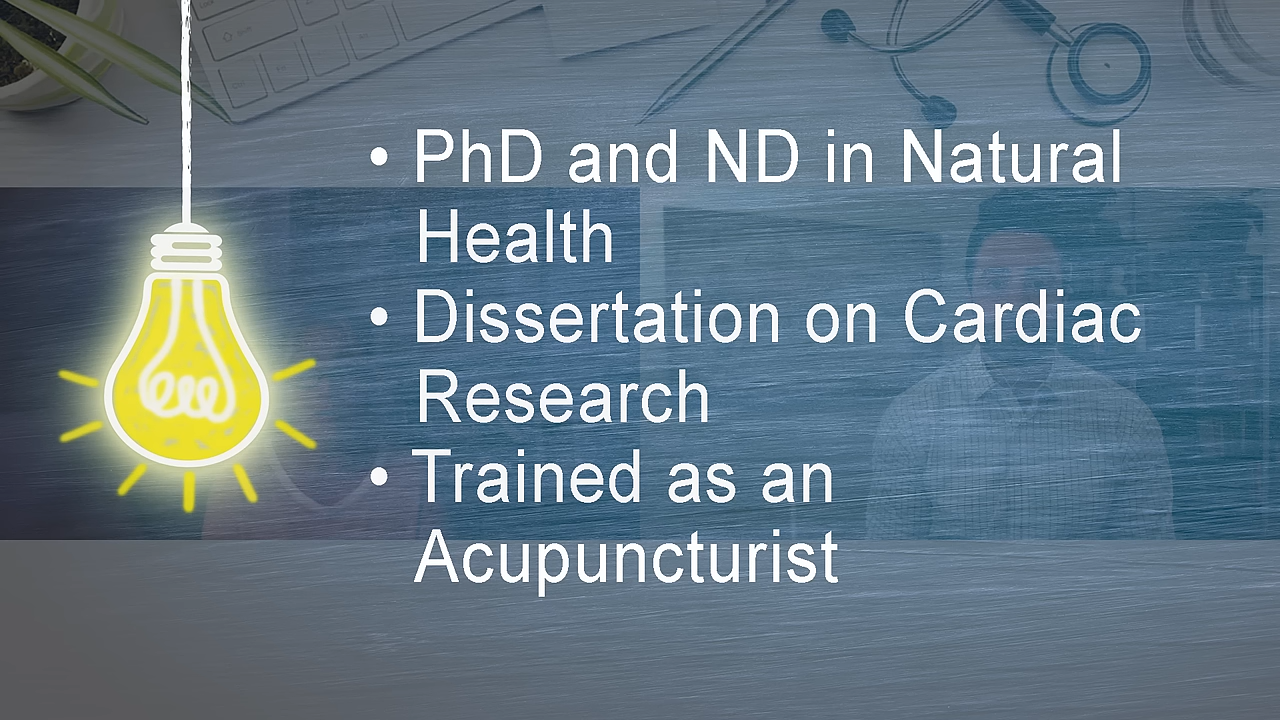 • PhD and ND in Natural
Health
• Dissertation on Cardiac
Research
• Trained as an
Acupuncturist